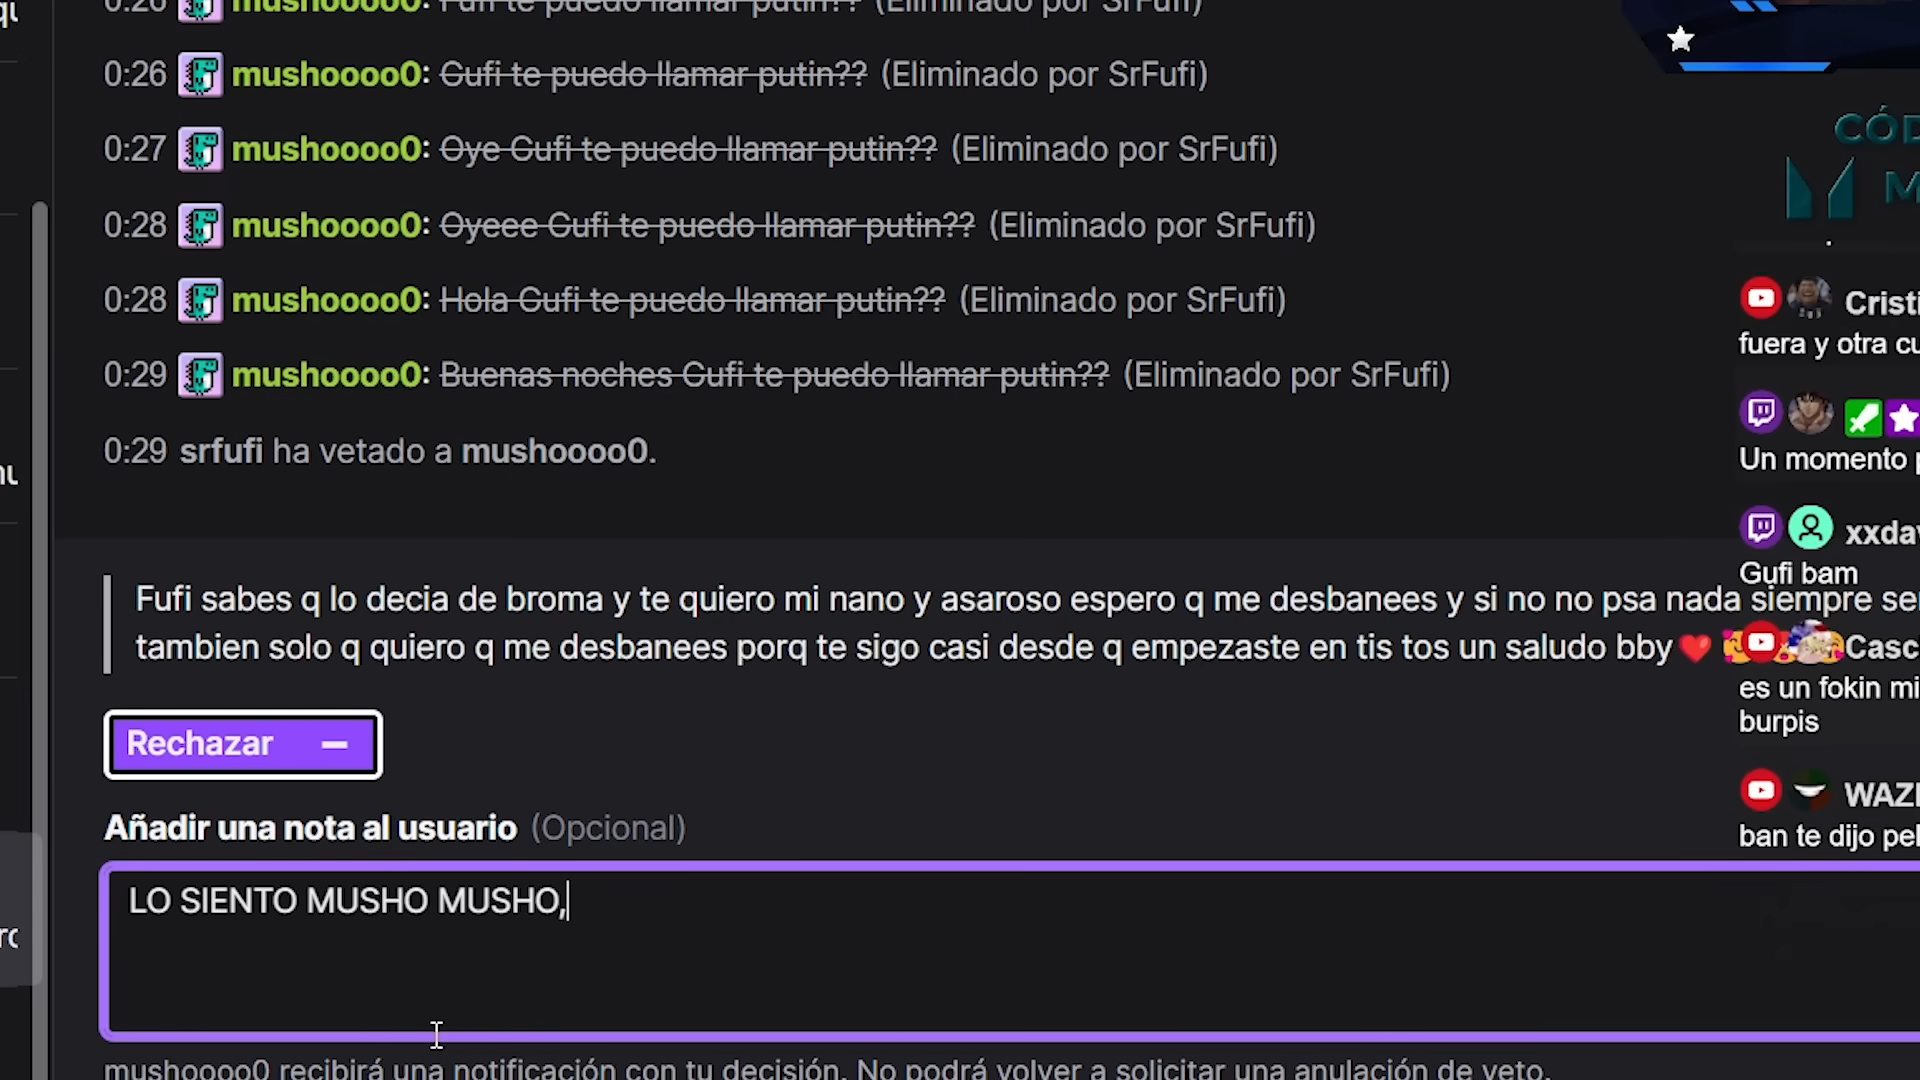 0:26 mushoooo0: Fufi te puedo llamar putin?? (Eliminado por SrFufi)
0:26 mushoooo0: Gufi te puedo llamar putin?? (Eliminado por SrFufi)
0:27 mushoooo0: Oye Gufi te puedo llamar putin?? (Eliminado por SrFufi)
0:28 mushoooo0: Oyeee Gufi te puedo llamar putin?? (Eliminado por SrFufi)
0:28 mushoooo0: Hola Gufi te puedo llamar putin?? (Eliminado por SrFufi)
0:29 mushoooo0: Buenas noches Gufi te puedo llamar putin?? (Eliminado por SrFufi)
0:29 srfufi ha vetado a mushoooo0.
Fufi sabes q lo decia de broma y te quiero mi nano y asaroso espero q me desbanees y si no no psa nada siempre se
tambien solo q quiero q me desbanees porq te sigo casi desde q empezaste en tis tos un saludo bby ❤️
Rechazar
Añadir una nota al usuario (Opcional)
LO SIENTO MUSHO MUSHO,
mushoooo0 recibirá una notificación con tu decisión. No podrá volver a solicitar una anulación de veto.
CÓD
M
Cristi
fuera y otra cu
Un momento p
xxdav
Gufi bam
Casc
es un fokin mi
burpis
WAZ
ban te dijo pel